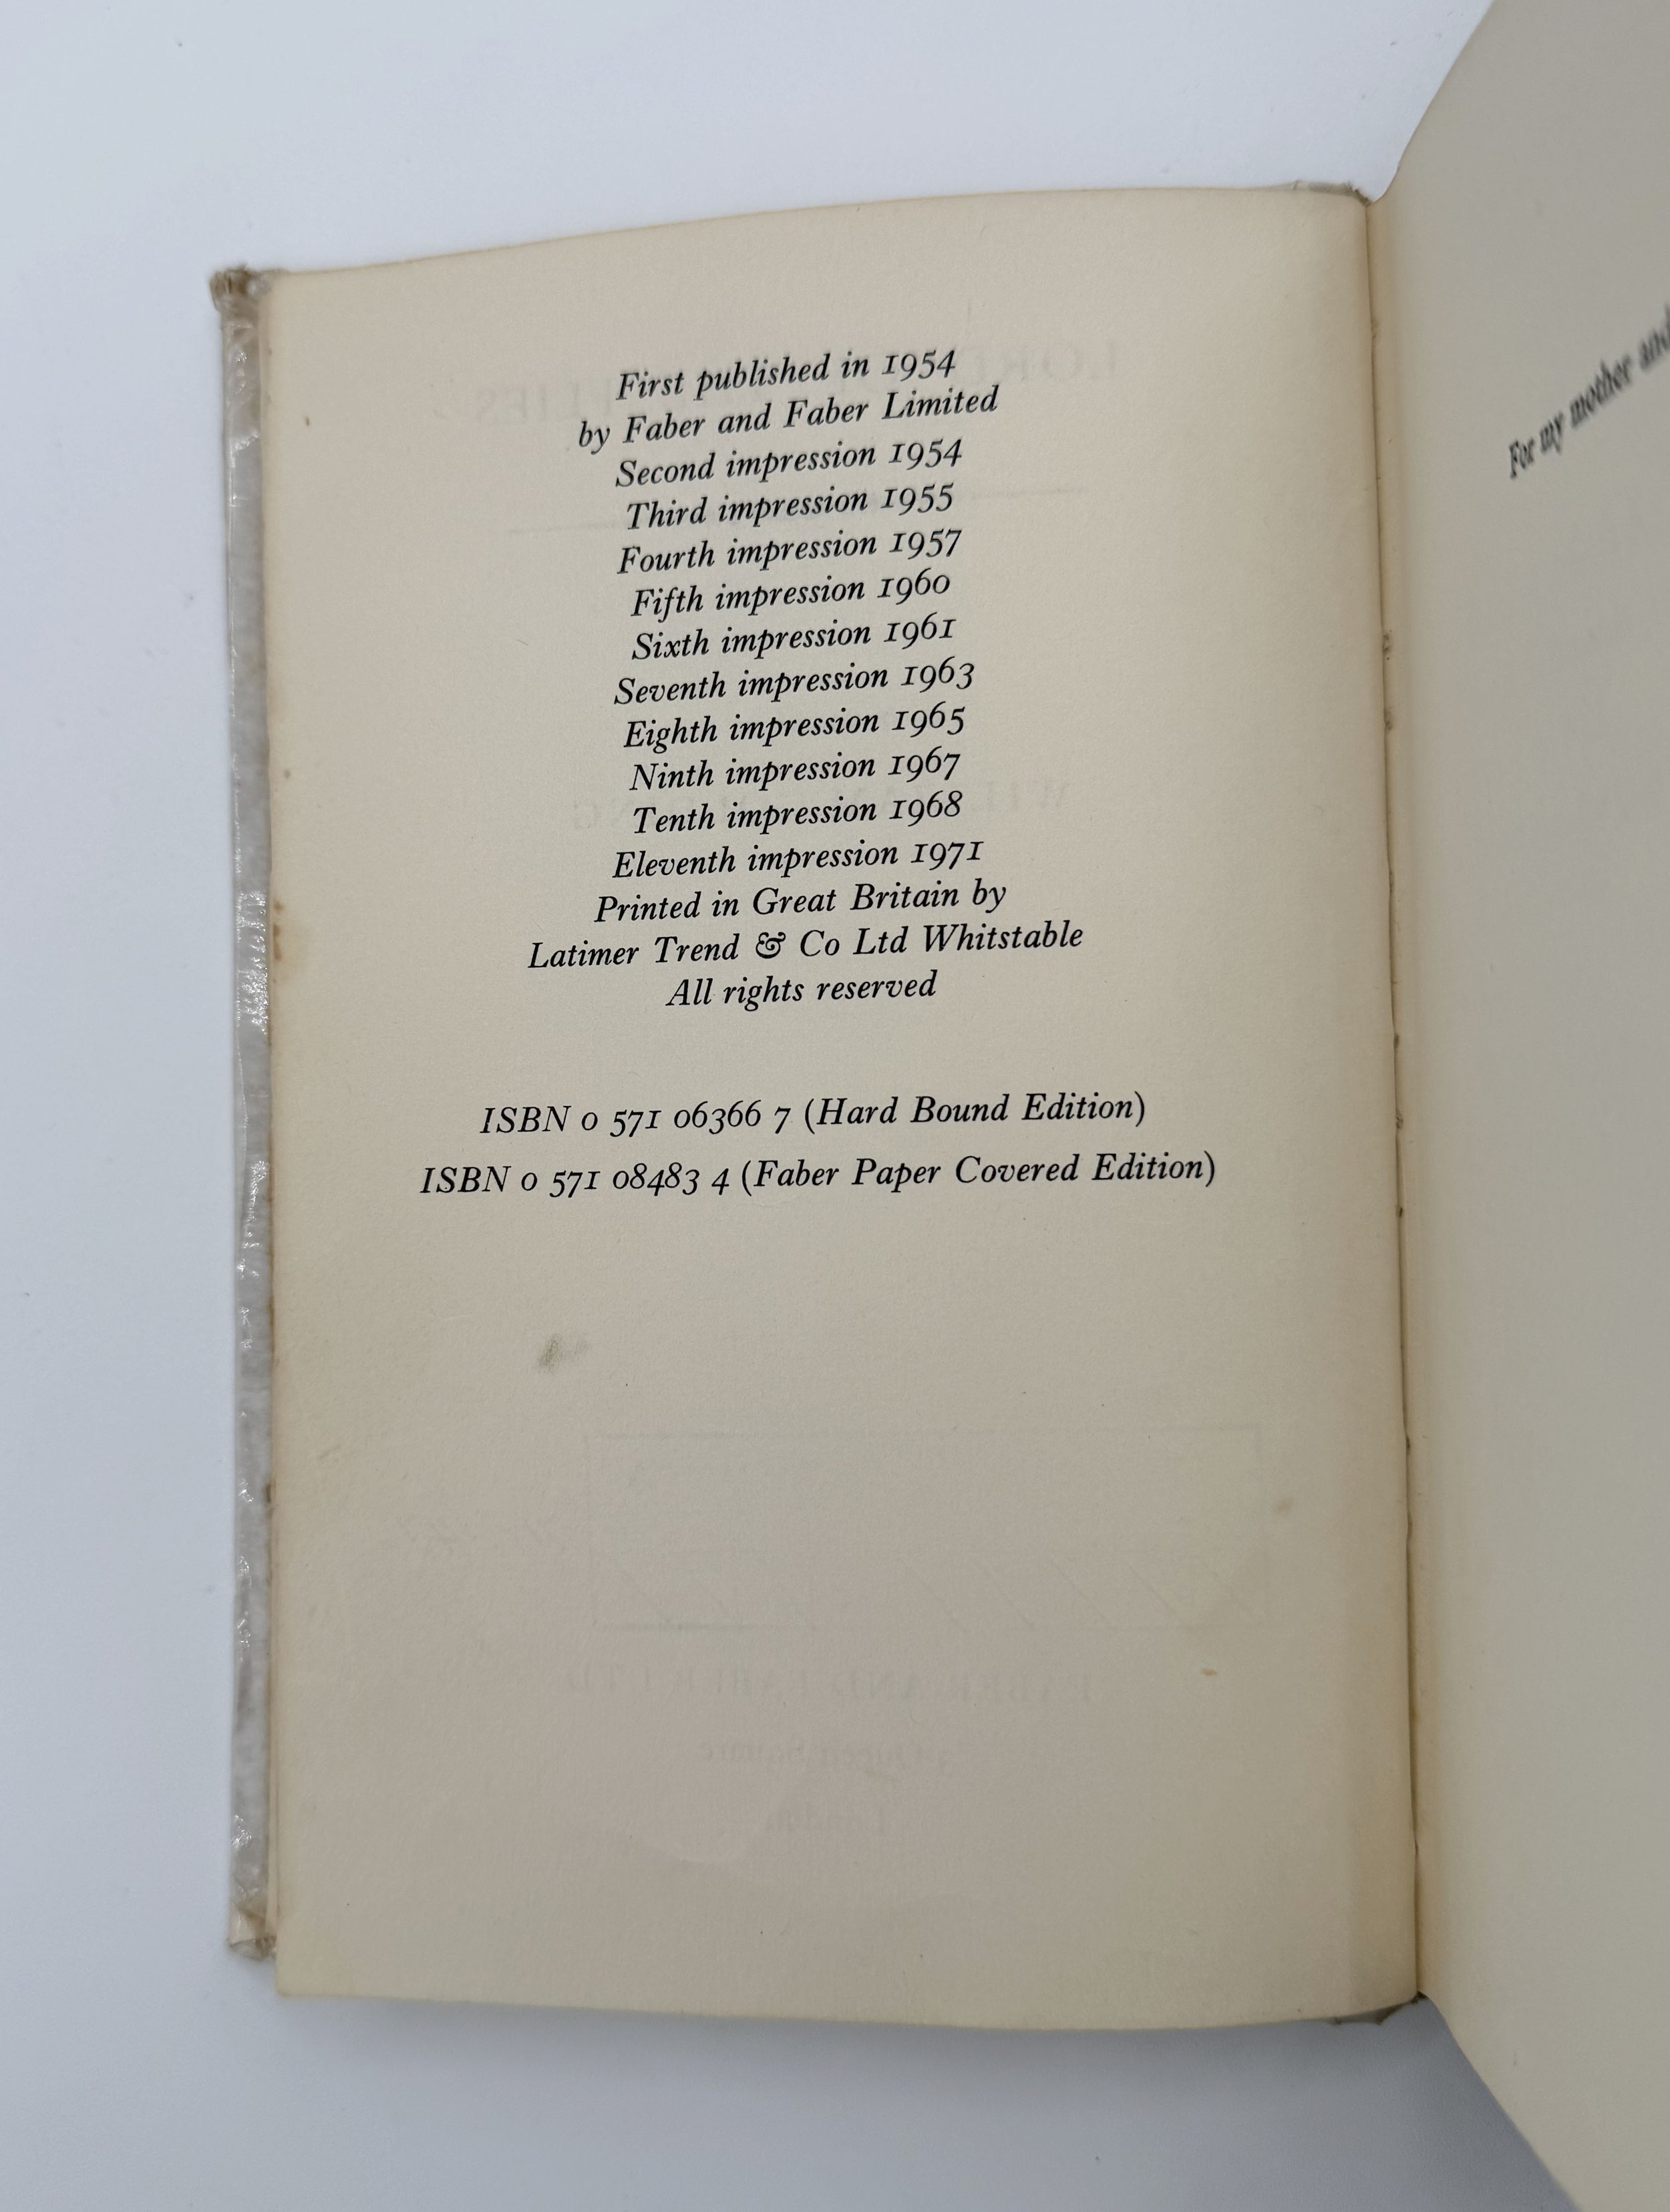 First published in 1954
by Faber and Faber Limited
Second impression 1954
Third impression 1955
Fourth impression 1957
Fifth impression 1960
Sixth impression 1961
Seventh impression 1963
Eighth impression 1965
Ninth impression 1967
Tenth impression 1968
Eleventh impression 1971
Printed in Great Britain by
Latimer Trend & Co Ltd Whitstable
All rights reserved
ISBN 0 571 06366 7 (Hard Bound Edition)
ISBN 0 571 08483 4 (Faber Paper Covered Edition)
For my mother and